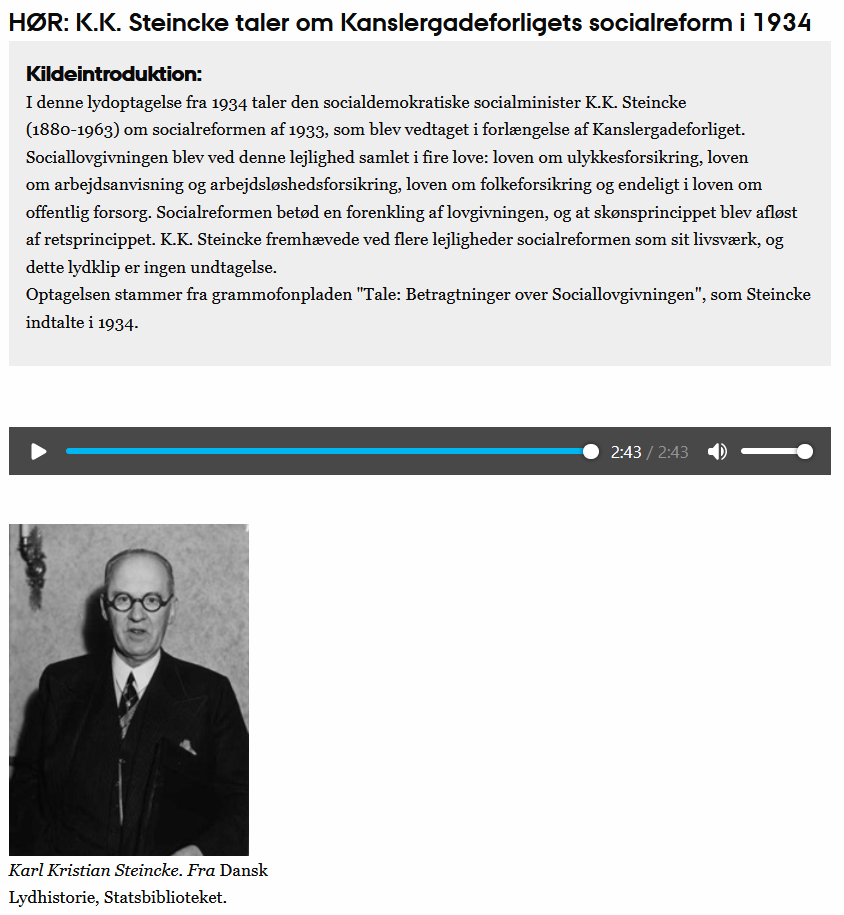 HØR: K.K. Steincke taler om Kanslergadeforligets socialreform i 1934
Kildeintroduktion:
I denne lydoptagelse fra 1934 taler den socialdemokratiske socialminister K.K. Steincke
(1880-1963) om socialreformen af 1933, som blev vedtaget i forlængelse af Kanslergadeforliget.
Sociallovgivningen blev ved denne lejlighed samlet i fire love: loven om ulykkesforsikring, loven
om arbejdsanvisning og arbejdsløshedsforsikring, loven om folkeforsikring og endeligt i loven om
offentlig forsorg. Socialreformen betød en forenkling af lovgivningen, og at skønsprincippet blev afløst
af retsprincippet. K.K. Steincke fremhævede ved flere lejligheder socialreformen som sit livsværk, og
dette lydklip er ingen undtagelse.
Optagelsen stammer fra grammofonpladen "Tale: Betragtninger over Sociallovgivningen", som Steincke
indtalte i 1934.
2:43 / 2:43
Karl Kristian Steincke. Fra Dansk
Lydhistorie, Statsbiblioteket.